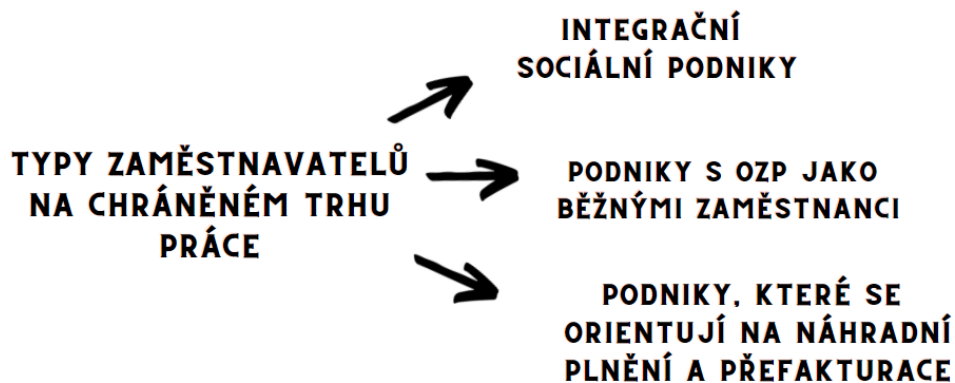 TYPY ZAMĚSTNAVATELŮ
NA CHRÁNĚNÉM TRHU
PRÁCE
INTEGRAČNÍ
SOCIÁLNÍ PODNIKY
PODNIKY S OZP JAKO
BĚŽNÝMI ZAMĚSTNANCI
PODNIKY, KTERÉ SE
ORIENTUJÍ NA NÁHRADNÍ
PLNĚNÍ A PŘEFAKTURACE